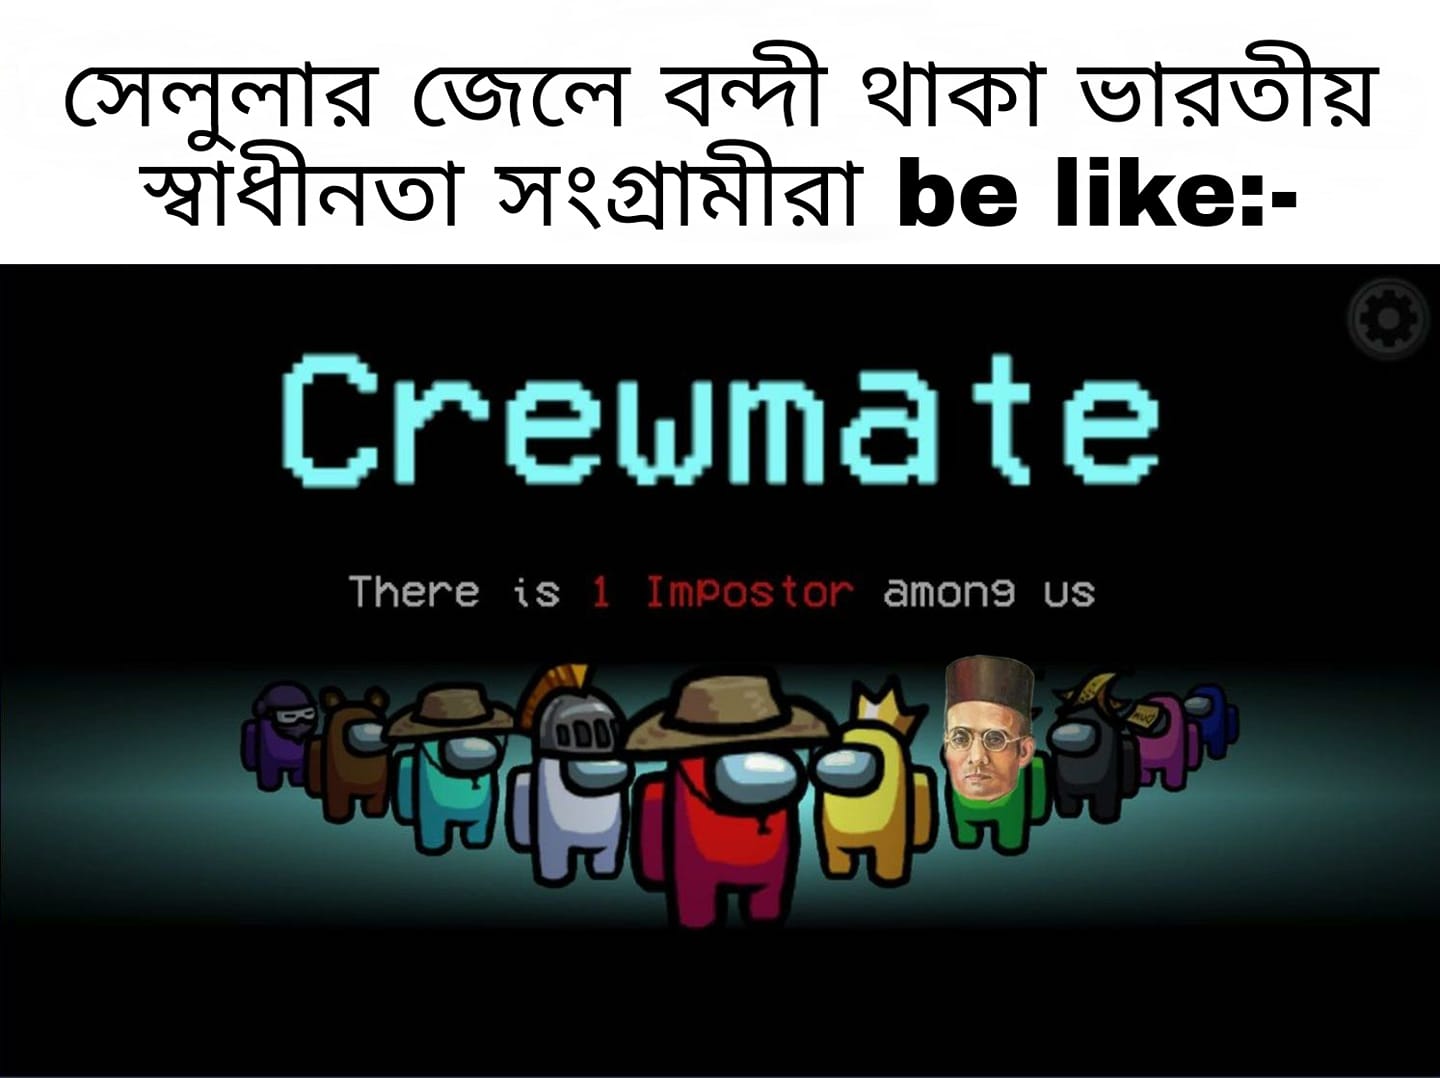 সেলুলার জেলে বন্দী থাকা ভারতীয়
স্বাধীনতা সংগ্রামীরা be like:-
Crewmate
There is 1 Impostor among us